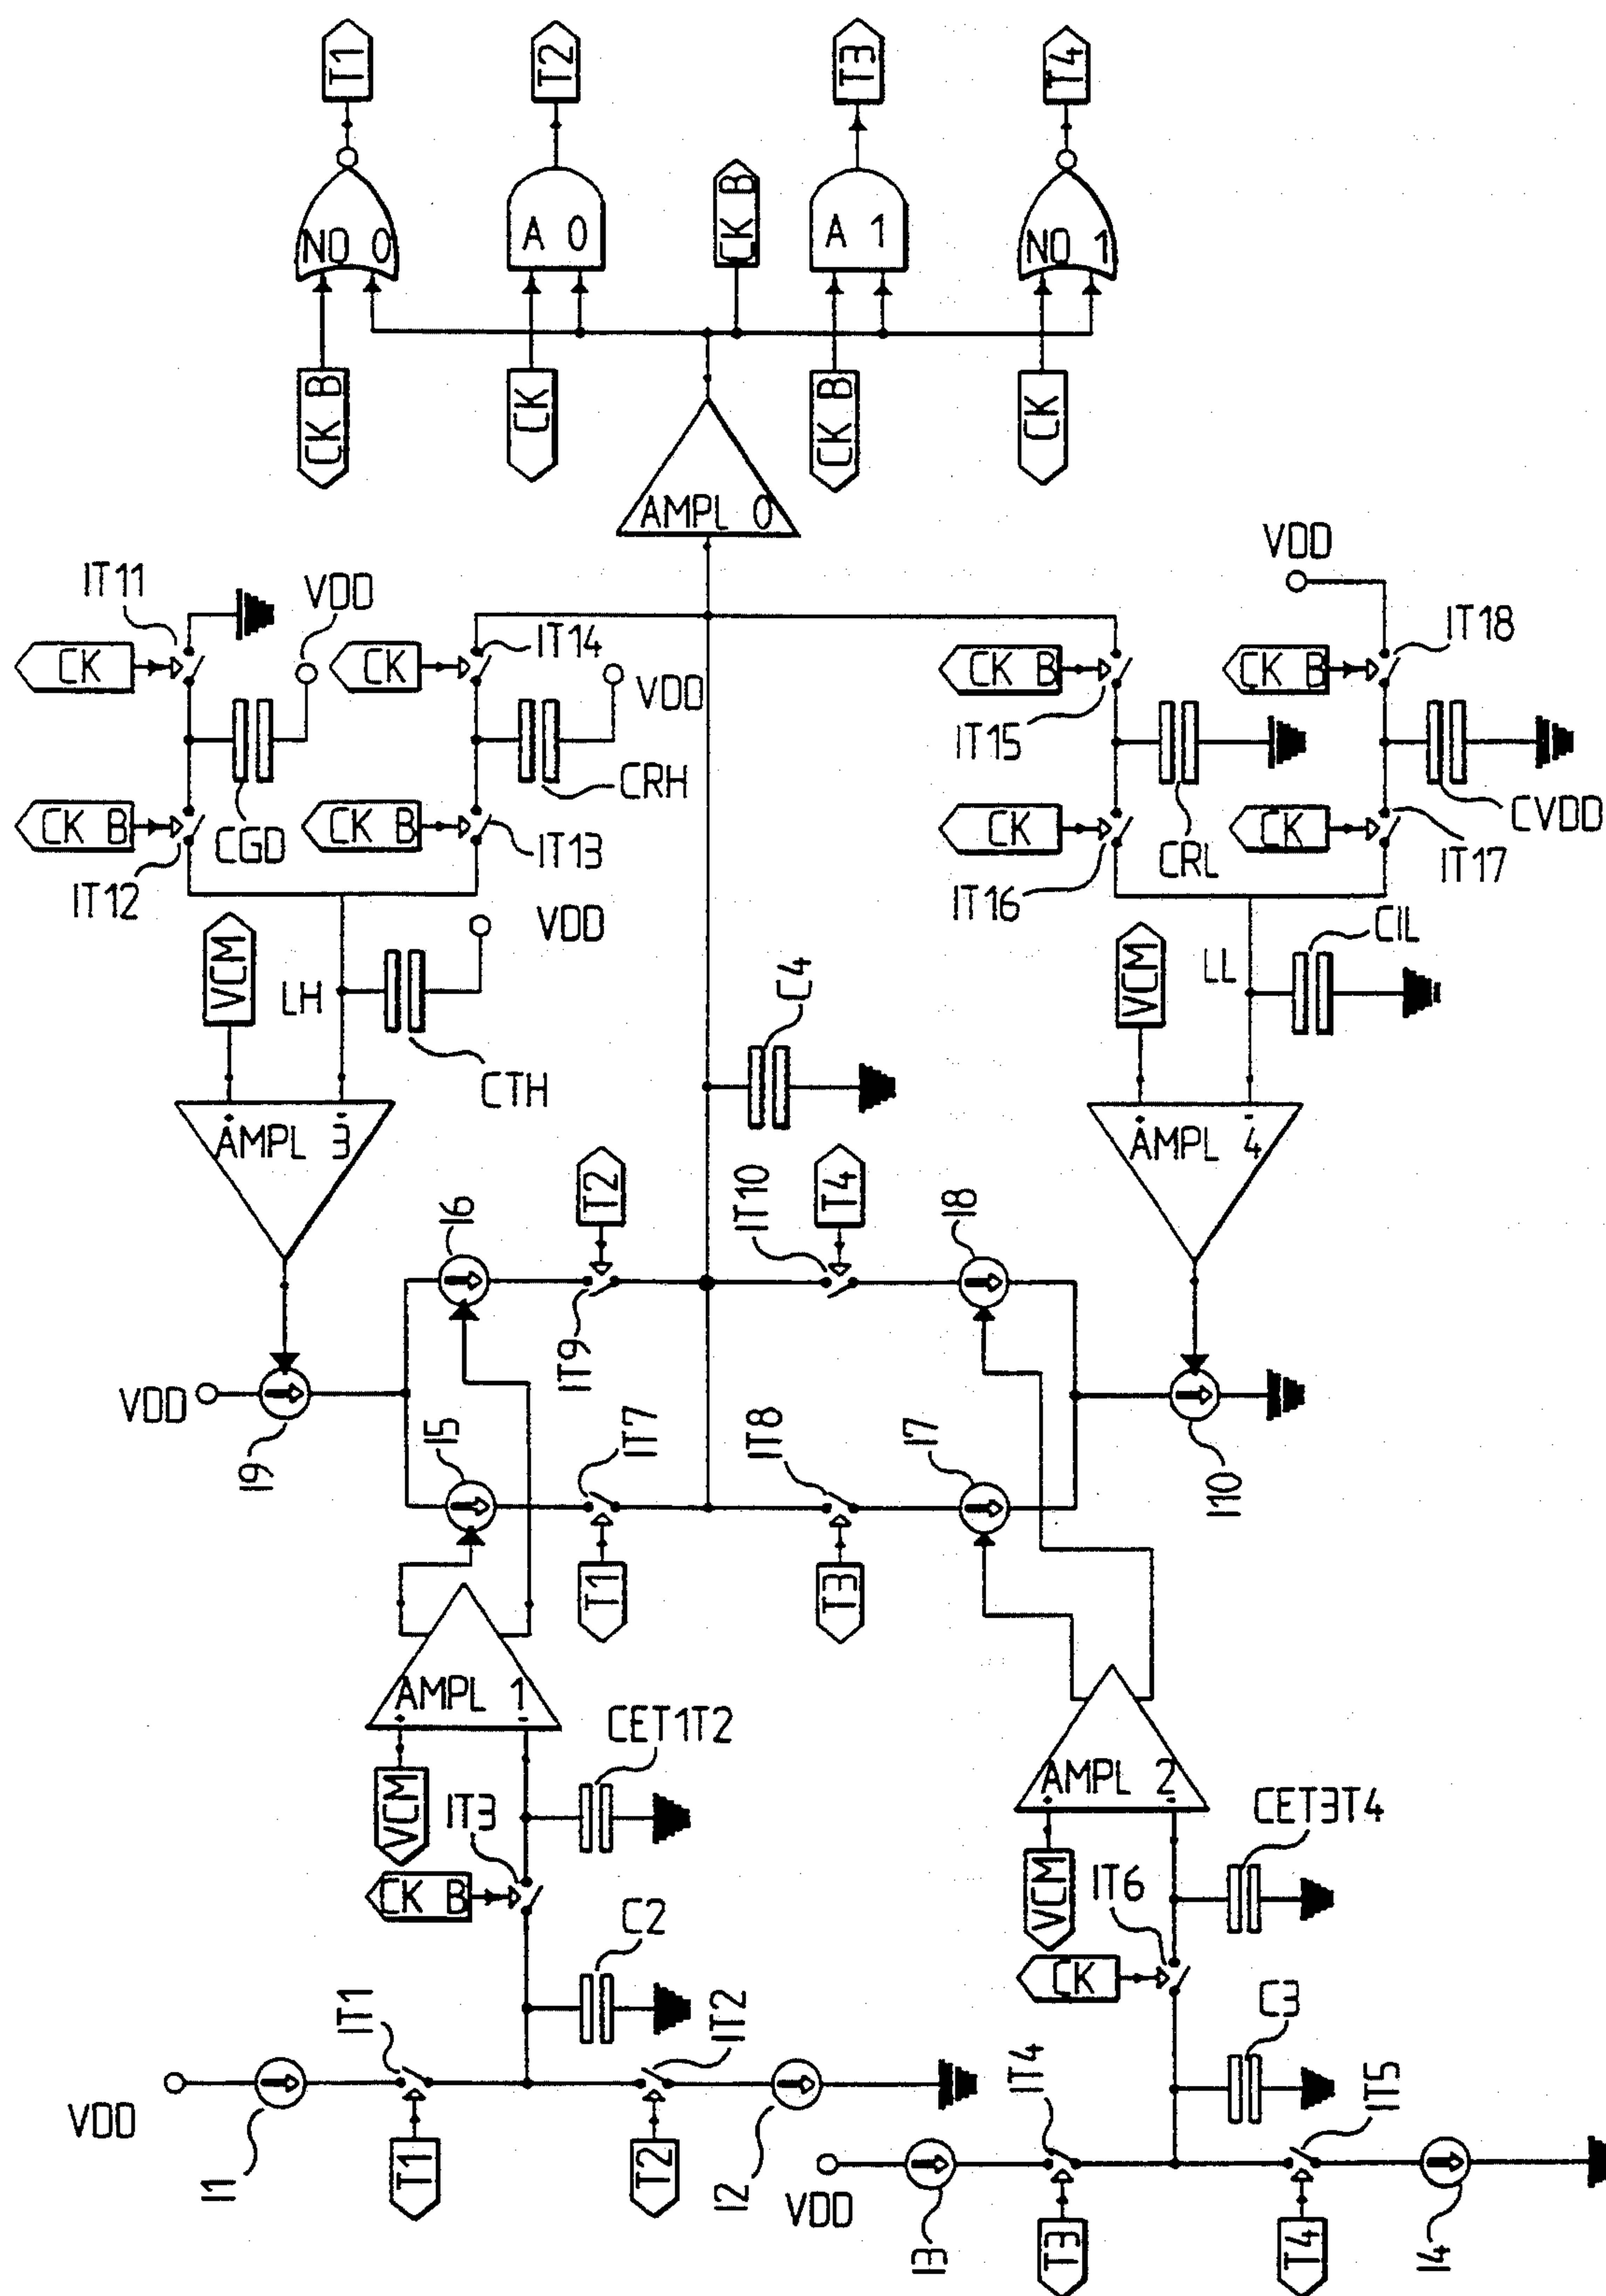 T1
T2
T3
T4
NO 0
A 0
CK B
A 1
NO 1
CK B
CK
CK B
CK
AMPL 0
IT11
VDD
CK
CK
IT14
VDD
CK B
IT15
VDD
CK B
IT18
CK B
CGD
IT12
CK B
CRH
IT13
CK
CRL
IT16
CK
CVDD
IT17
VCM
LH
VDD
CTH
C4
VCM
LL
CIL
AMPL 3
+ -
AMPL 4
+ -
I6
T2
IT9
IT10
T4
I8
VDD
I9
I5
IT7
T1
IT8
T3
I7
I10
AMPL 1
+ -
VCM
IT3
CET1T2
CK B
C2
AMPL 2
+ -
VCM
IT6
CET3T4
CK
C3
VDD
I1
IT1
T1
IT2
T2
I2
VDD
I3
IT4
T3
IT5
T4
I4